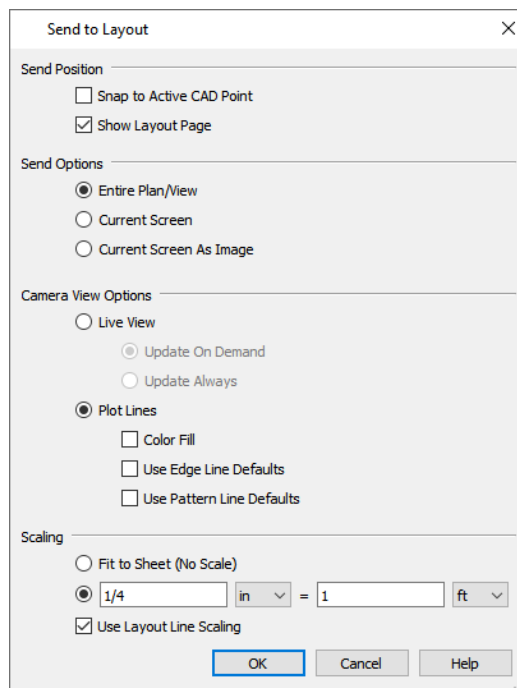 Send to Layout
Send Position
Snap to Active CAD Point
Show Layout Page
Send Options
Entire Plan/View
Current Screen
Current Screen As Image
Camera View Options
Live View
Update On Demand
Update Always
Plot Lines
Color Fill
Use Edge Line Defaults
Use Pattern Line Defaults
Scaling
Fit to Sheet (No Scale)
1/4 in = 1 ft
Use Layout Line Scaling
OK Cancel Help